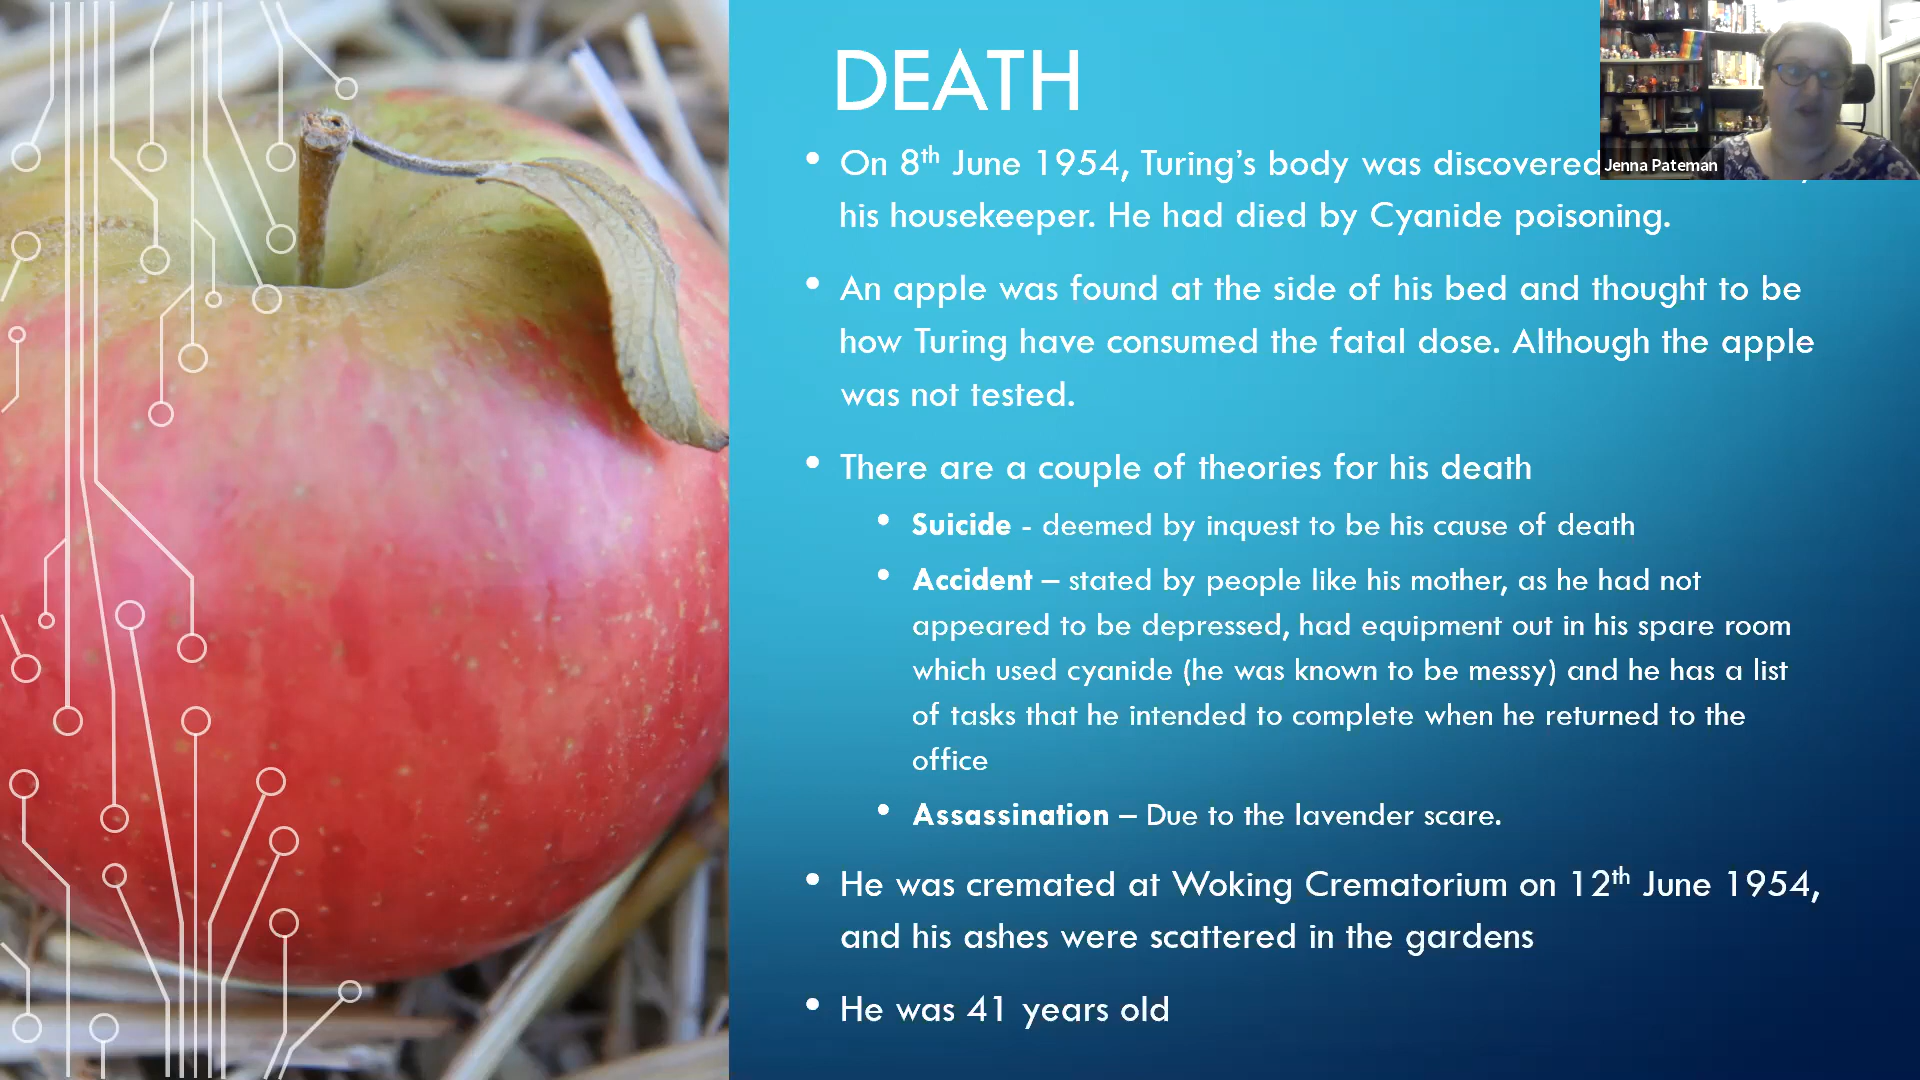 DEATH
• On 8th June 1954, Turing’s body was discovered
his housekeeper. He had died by Cyanide poisoning.
• An apple was found at the side of his bed and thought to be
how Turing have consumed the fatal dose. Although the apple
was not tested.
• There are a couple of theories for his death
• Suicide - deemed by inquest to be his cause of death
• Accident – stated by people like his mother, as he had not
appeared to be depressed, had equipment out in his spare room
which used cyanide (he was known to be messy) and he has a list
of tasks that he intended to complete when he returned to the
office
• Assassination – Due to the lavender scare.
• He was cremated at Woking Crematorium on 12th June 1954,
and his ashes were scattered in the gardens
• He was 41 years old
Jenna Pateman